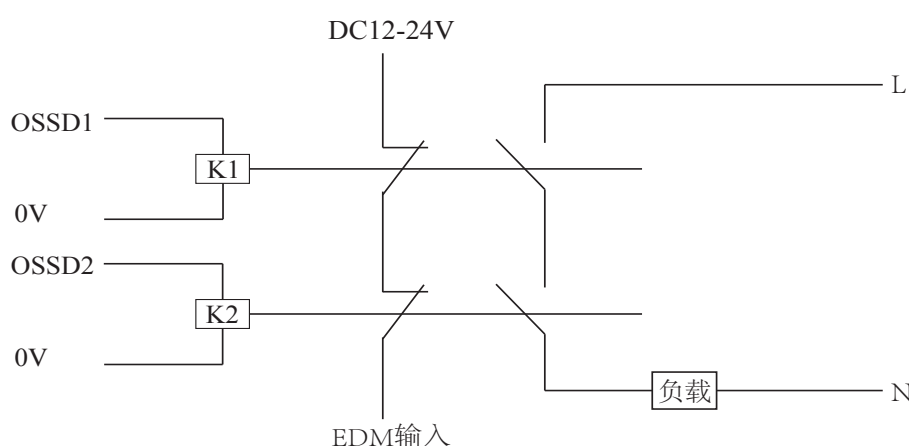 DC12-24V
L
OSSD1
K1
0V
OSSD2
K2
0V
负载
N
EDM输入